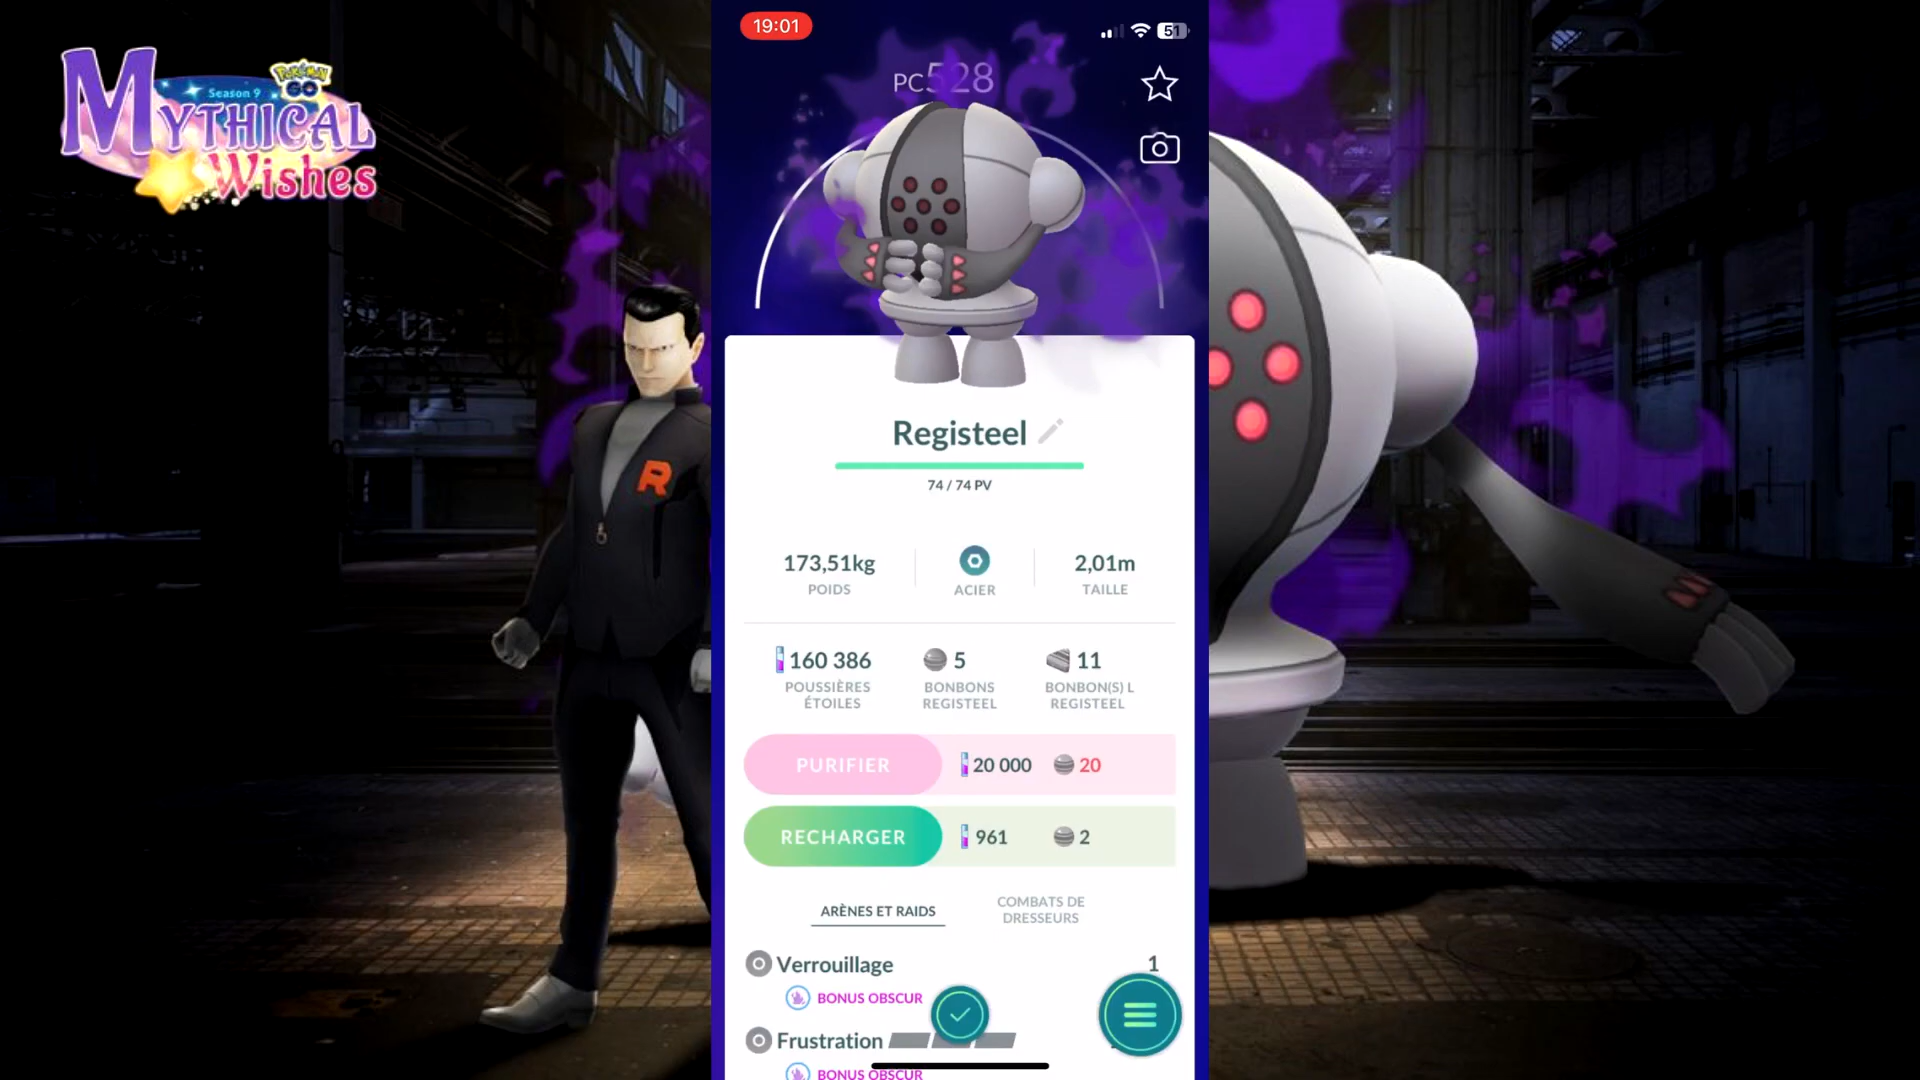 19:01
51
PC528
Pokémon GO
Season 9
MYTHICAL
Wishes
R
Registeel
74 / 74 PV
173,51kg
POIDS
ACIER
2,01m
TAILLE
160 386
POUSSIÈRES
ÉTOILES
5
BONBONS
REGISTEEL
11
BONBON(S) L
REGISTEEL
PURIFIER 20 000 20
RECHARGER 961 2
ARÈNES ET RAIDS
COMBATS DE
DRESSEURS
Verrouillage 1
BONUS OBSCUR
Frustration
BONUS OBSCUR